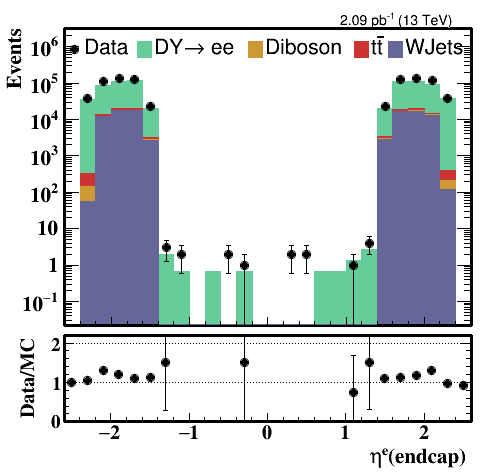 2.09 pb⁻¹ (13 TeV)
Events
Data DY→ ee Diboson tt̄ WJets
10⁶
10⁵
10⁴
10³
10²
10
1
10⁻¹
Data/MC
2
1
0
−2 −1 0 1 2
ηᵉ(endcap)